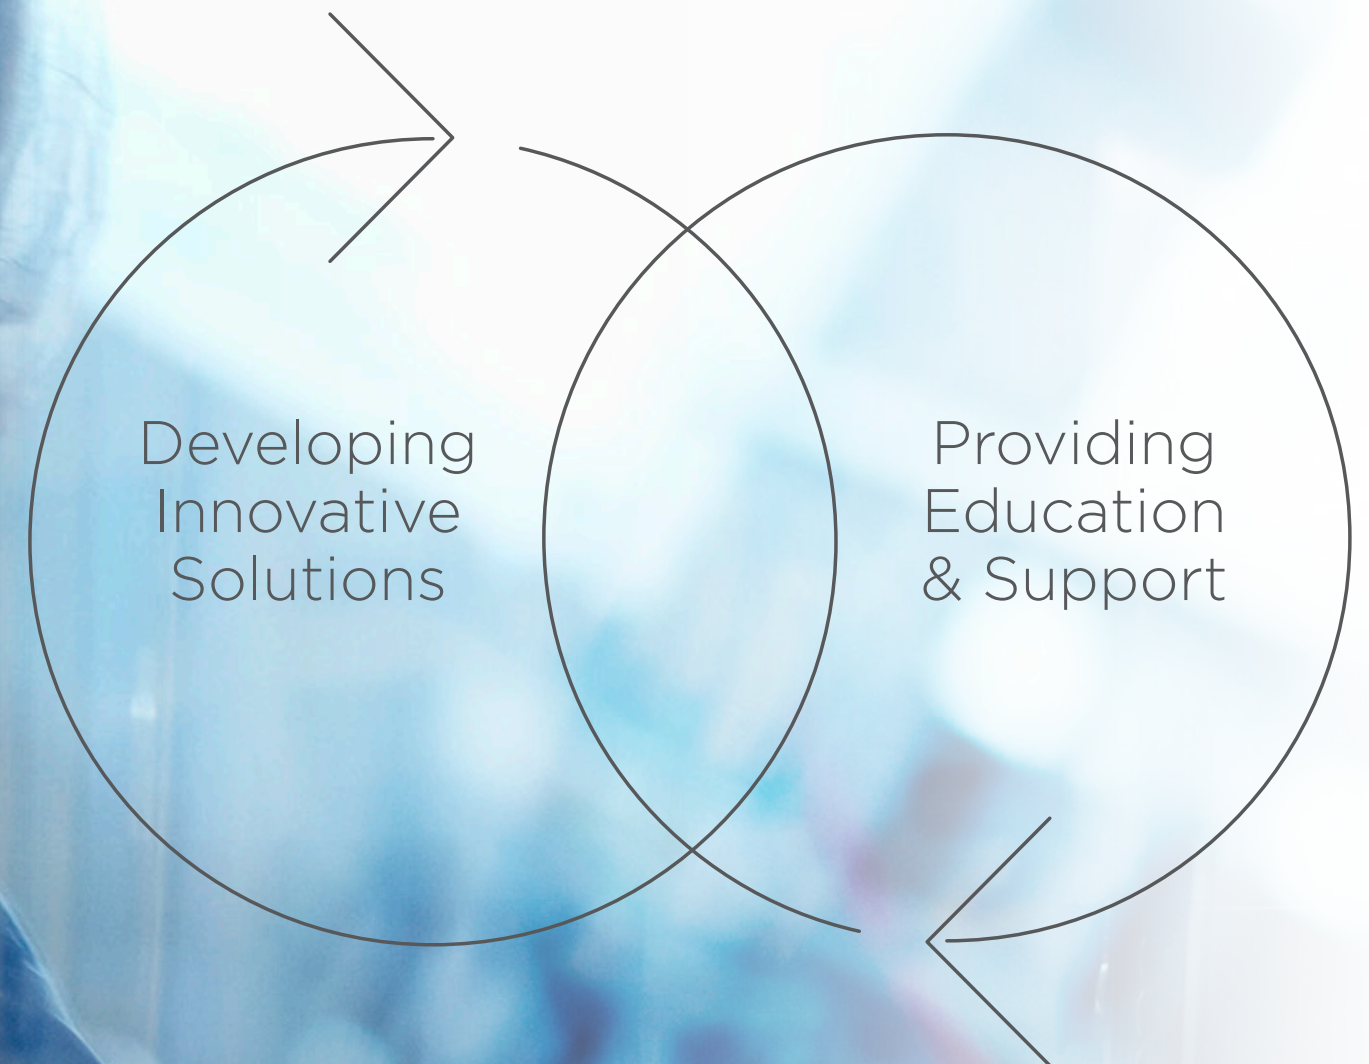 Developing
Innovative
Solutions
Providing
Education
& Support